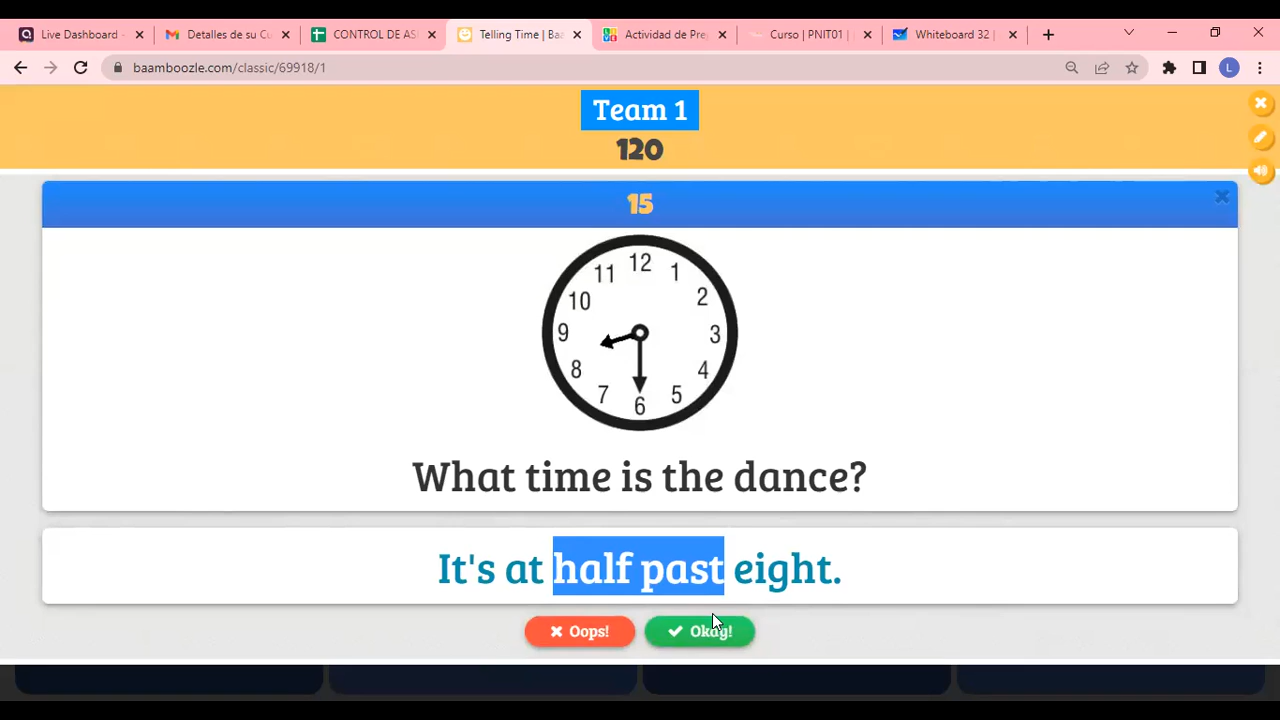 Live Dashboard -
Detalles de su Cu
CONTROL DE AS
Telling Time | Baa
Actividad de Pre
Curso | PNIT01 |
Whiteboard 32 |
baamboozle.com/classic/69918/1
L
Team 1
120
15
12
11
1
10
2
9
3
8
4
7
5
6
What time is the dance?
It's at half past eight.
Oops!
Okay!